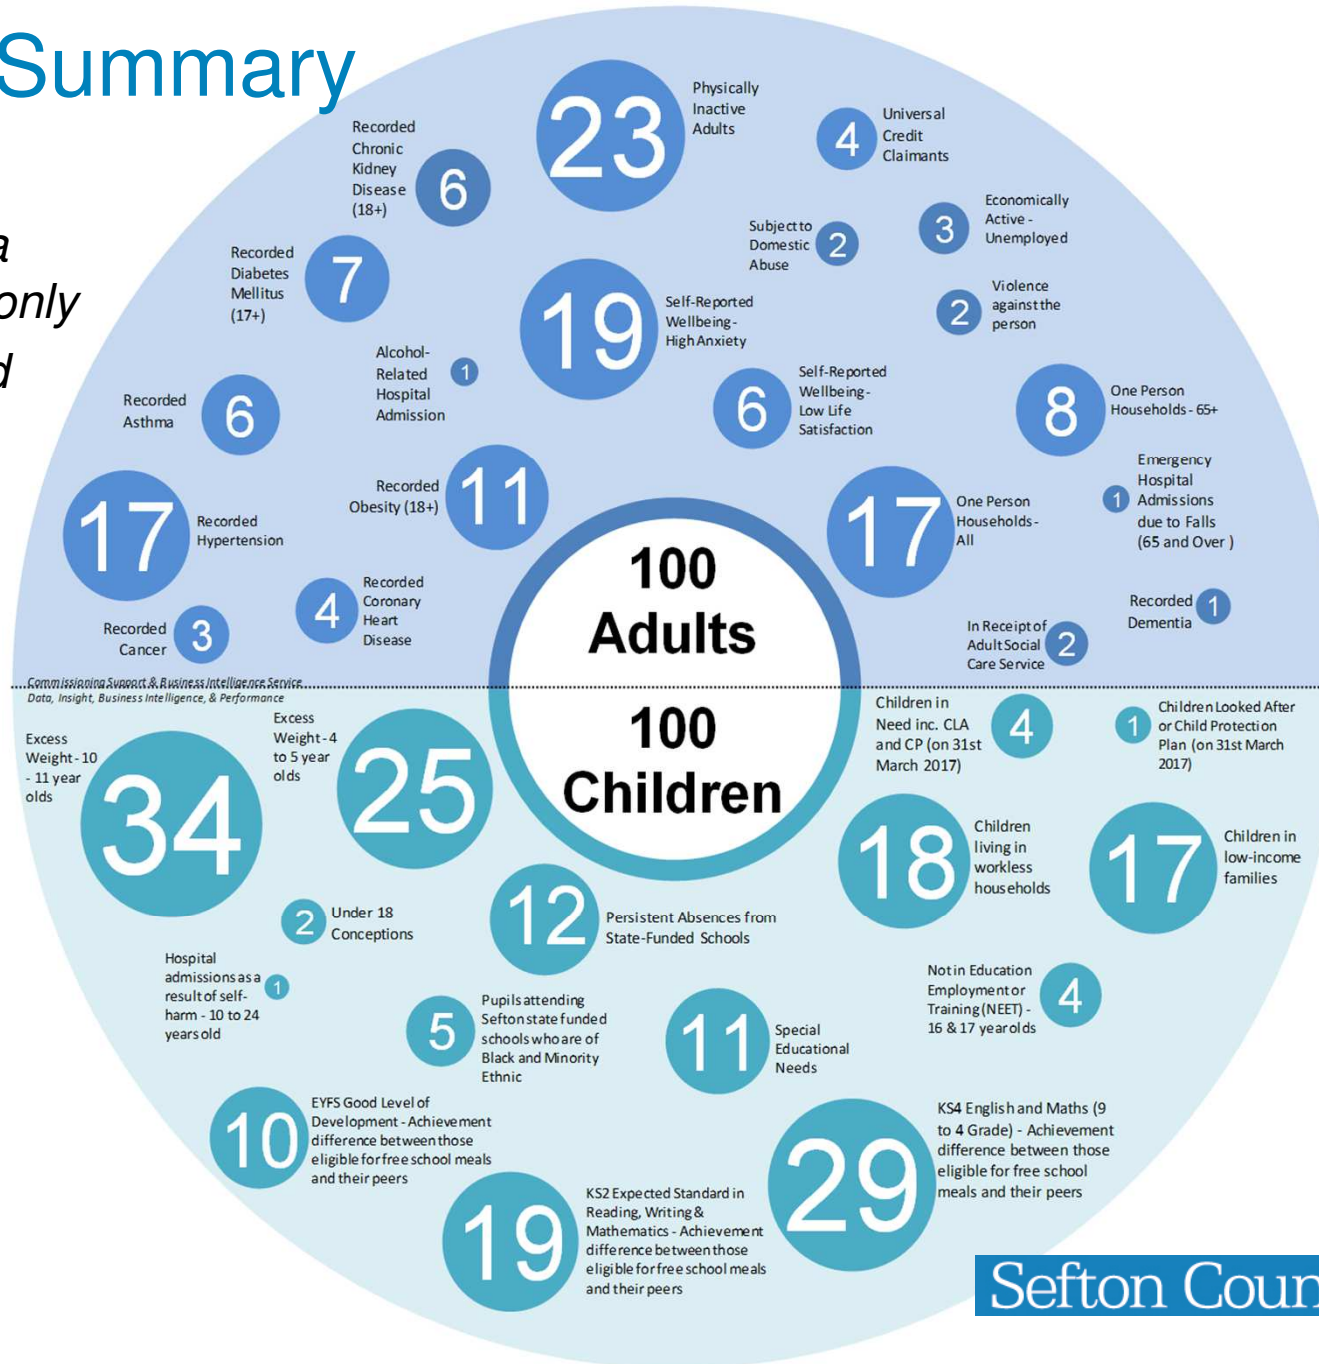 Summary
a
only
d
23
Physically
Inactive
Adults
4
Universal
Credit
Claimants
Recorded
Chronic
Kidney
Disease
(18+)
6
Economically
Active -
Unemployed
3
Subject to
Domestic
Abuse
2
Recorded
Diabetes
Mellitus
(17+)
7
Violence
against the
person
2
19
Self-Reported
Wellbeing-
High Anxiety
Alcohol-
Related
Hospital
Admission
1
6
Self-Reported
Wellbeing-
Low Life
Satisfaction
8
One Person
Households - 65+
Recorded
Asthma
6
Emergency
Hospital
Admissions
due to Falls
(65 and Over )
1
Recorded
Obesity (18+)
11
17
Recorded
Hypertension
17
One Person
Households-
All
100
Adults
4
Recorded
Coronary
Heart
Disease
Recorded
Dementia
1
Recorded
Cancer
3
In Receipt of
Adult Social
Care Service
2
Commissioning Support & Business Intelligence Service
Data, Insight, Business Intelligence, & Performance
100
Children
Excess
Weight - 10
- 11 year
olds
34
Excess
Weight - 4
to 5 year
olds
25
Children in
Need inc. CLA
and CP (on 31st
March 2017)
4
1
Children Looked After
or Child Protection
Plan (on 31st March
2017)
18
Children
living in
workless
households
17
Children in
low-income
families
2
Under 18
Conceptions
12
Persistent Absences from
State-Funded Schools
Hospital
admissions as a
result of self-
harm - 10 to 24
years old
1
5
Pupils attending
Sefton state funded
schools who are of
Black and Minority
Ethnic
11
Special
Educational
Needs
Not in Education
Employment or
Training (NEET) -
16 & 17 year olds
4
10
EYFS Good Level of
Development - Achievement
difference between those
eligible for free school meals
and their peers
29
KS4 English and Maths (9
to 4 Grade) - Achievement
difference between those
eligible for free school
meals and their peers
19
KS2 Expected Standard in
Reading, Writing &
Mathematics - Achievement
difference between those
eligible for free school meals
and their peers
Sefton Coun